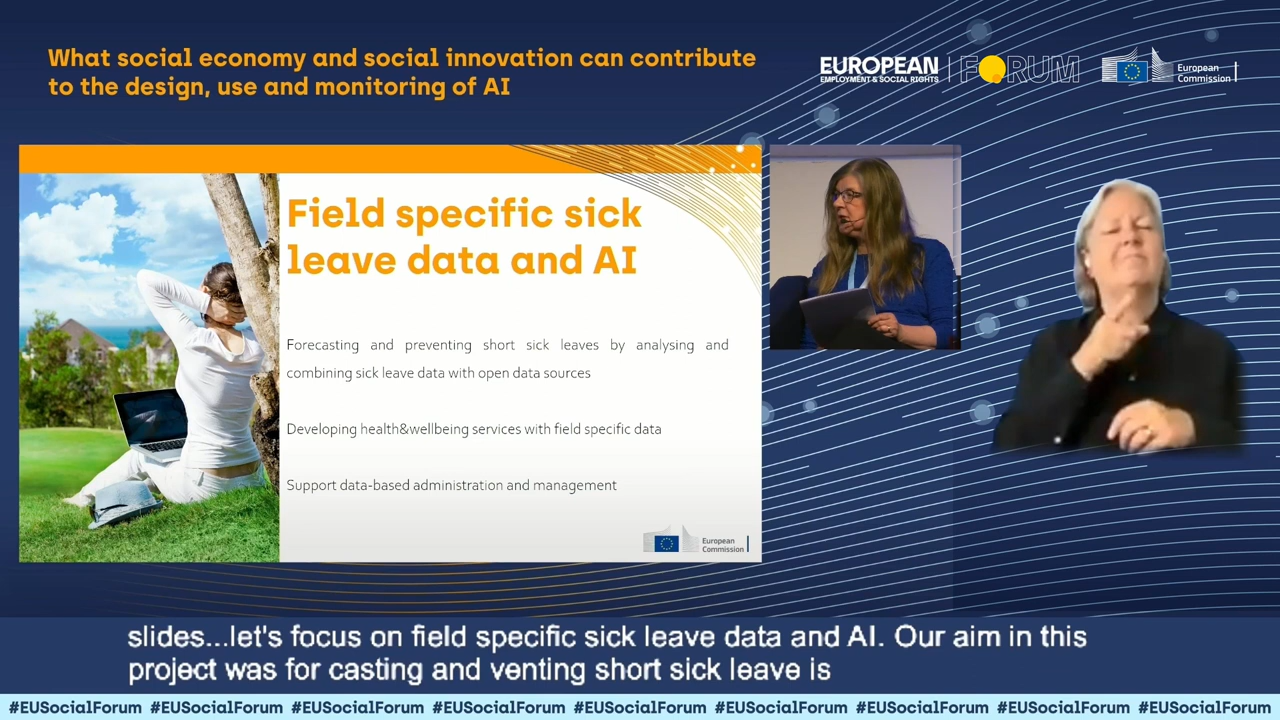 What social economy and social innovation can contribute
to the design, use and monitoring of AI
EUROPEAN
EMPLOYMENT & SOCIAL RIGHTS
FORUM
European
Commission
Field specific sick
leave data and AI
Forecasting and preventing short sick leaves by analysing and
combining sick leave data with open data sources
Developing health&wellbeing services with field specific data
Support data-based administration and management
European
Commission
slides...let's focus on field specific sick leave data and AI. Our aim in this
project was for casting and venting short sick leave is
#EUSocialForum #EUSocialForum #EUSocialForum #EUSocialForum #EUSocialForum #EUSocialForum #EUSocialForum #EUSocialForum #EUSocialForum